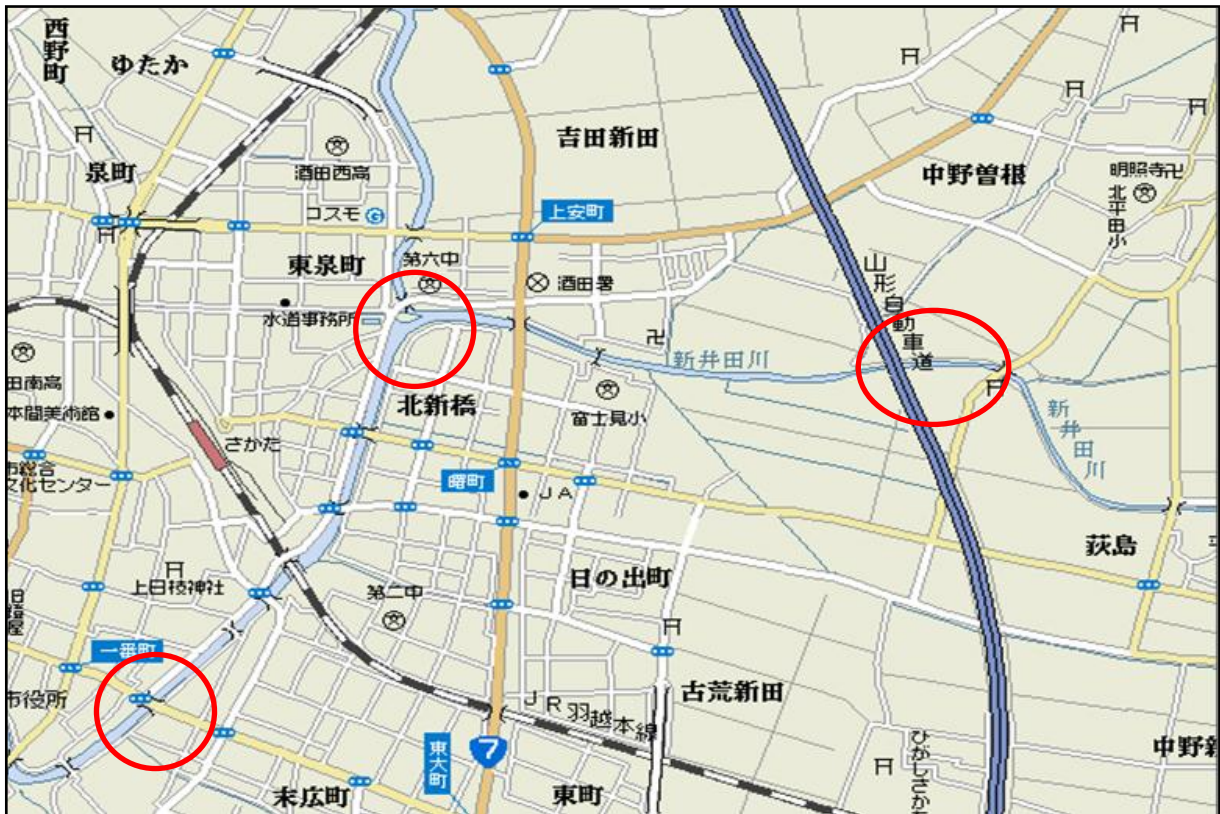 西野町
ゆたか
泉町
酒田西高
コスモ
G
吉田新田
上安町
中野曽根
明照寺卍
北平田小
東泉町
第六中
酒田署
水道事務所
山形自動車道
新井田川
新井田川
田南高
本間美術館
さかた
北新橋
富士見小
卍
市総合
文化センター
曙町
JA
荻島
上日枝神社
第二中
日の出町
一番町
市役所
古荒新田
JR羽越本線
7
東大町
末広町
東町
ひがしさかた
中野新